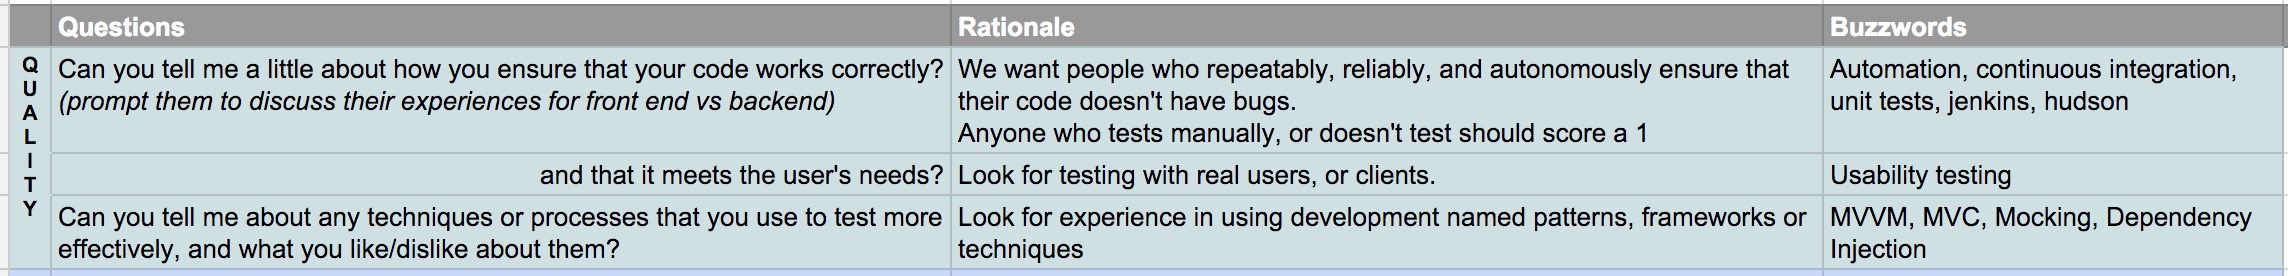 Questions Rationale Buzzwords
QUALITY
Can you tell me a little about how you ensure that your code works correctly?
(prompt them to discuss their experiences for front end vs backend)
We want people who repeatably, reliably, and autonomously ensure that
their code doesn't have bugs.
Anyone who tests manually, or doesn't test should score a 1
Automation, continuous integration,
unit tests, jenkins, hudson
and that it meets the user's needs?
Look for testing with real users, or clients.
Usability testing
Can you tell me about any techniques or processes that you use to test more
effectively, and what you like/dislike about them?
Look for experience in using development named patterns, frameworks or
techniques
MVVM, MVC, Mocking, Dependency
Injection